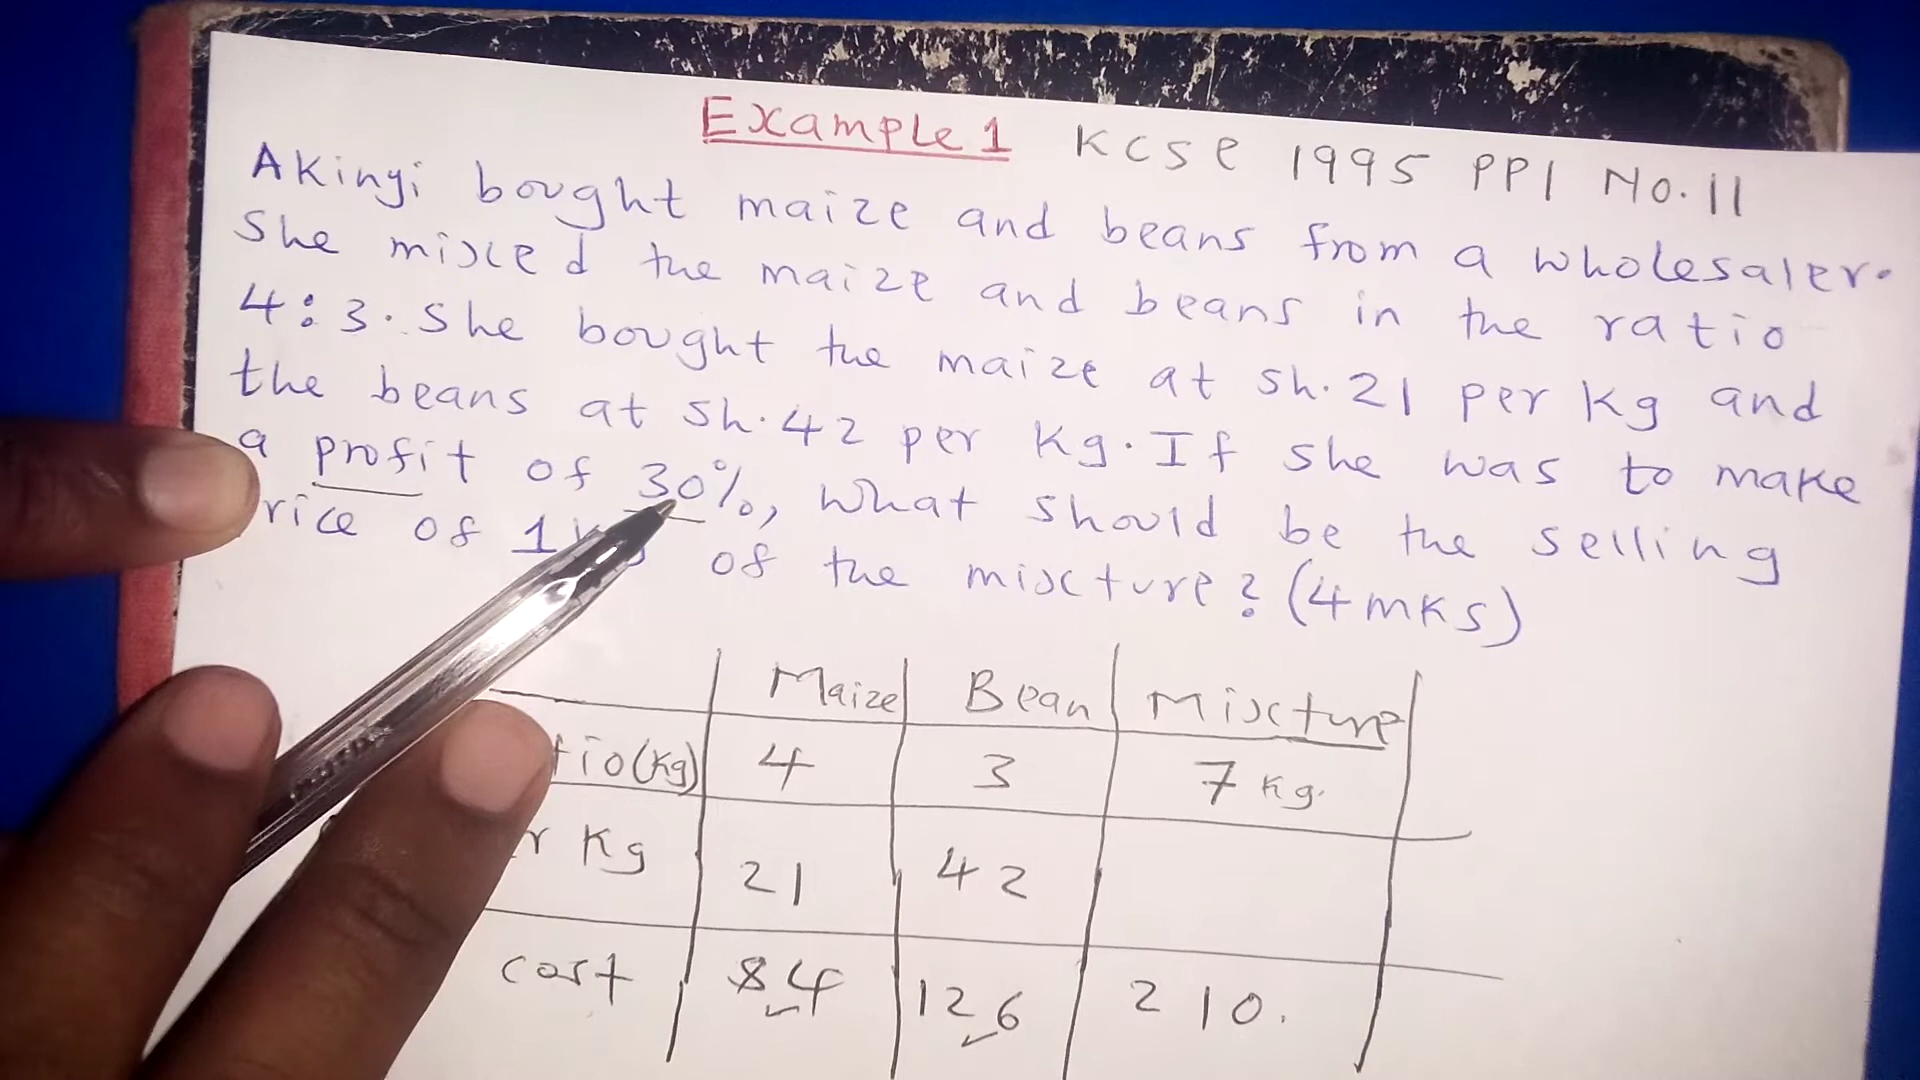 Example 1 KCSE 1995 PP1 No.11
Akinyi bought maize and beans from a wholesaler.
She mixed the maize and beans in the ratio
4:3. She bought the maize at sh.21 per kg and
the beans at sh.42 per kg. If she was to make
a profit of 30%, what should be the selling
rice of 1 of the mixture? (4mks)
Maize Bean Mixture
tio(kg) 4 3 7 kg.
r kg 21 42
cost 84 126 210.